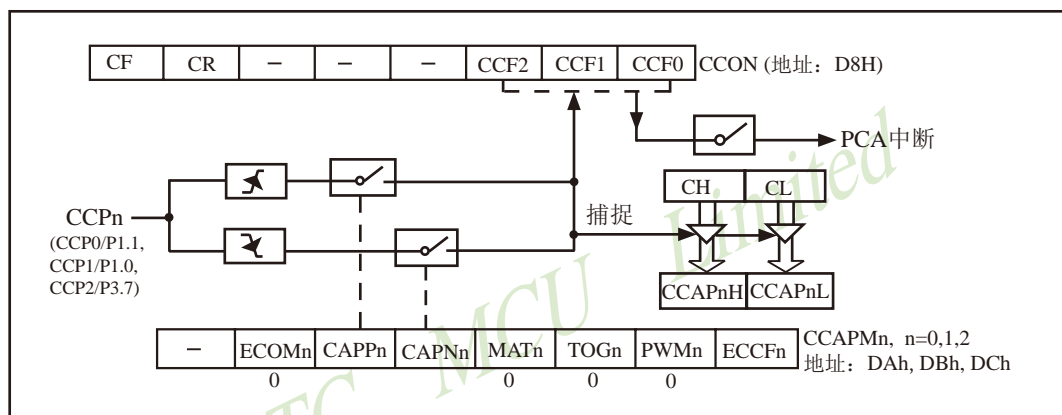 CF CR – – – CCF2 CCF1 CCF0 CCON (地址：D8H)
PCA中断
CH CL
捕捉
CCPn
(CCP0/P1.1,
CCP1/P1.0,
CCP2/P3.7)
CCAPnH CCAPnL
– ECOMn CAPPn CAPNn MATn TOGn PWMn ECCFn
CCAPMn, n=0,1,2
地址：DAh, DBh, DCh
0 0 0 0
MCU Limited